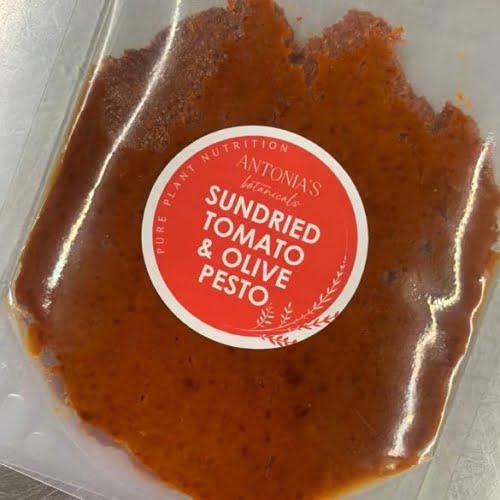 PURE PLANT NUTRITION
ANTONIA'S
botanicals
SUNDRIED
TOMATO
& OLIVE
PESTO